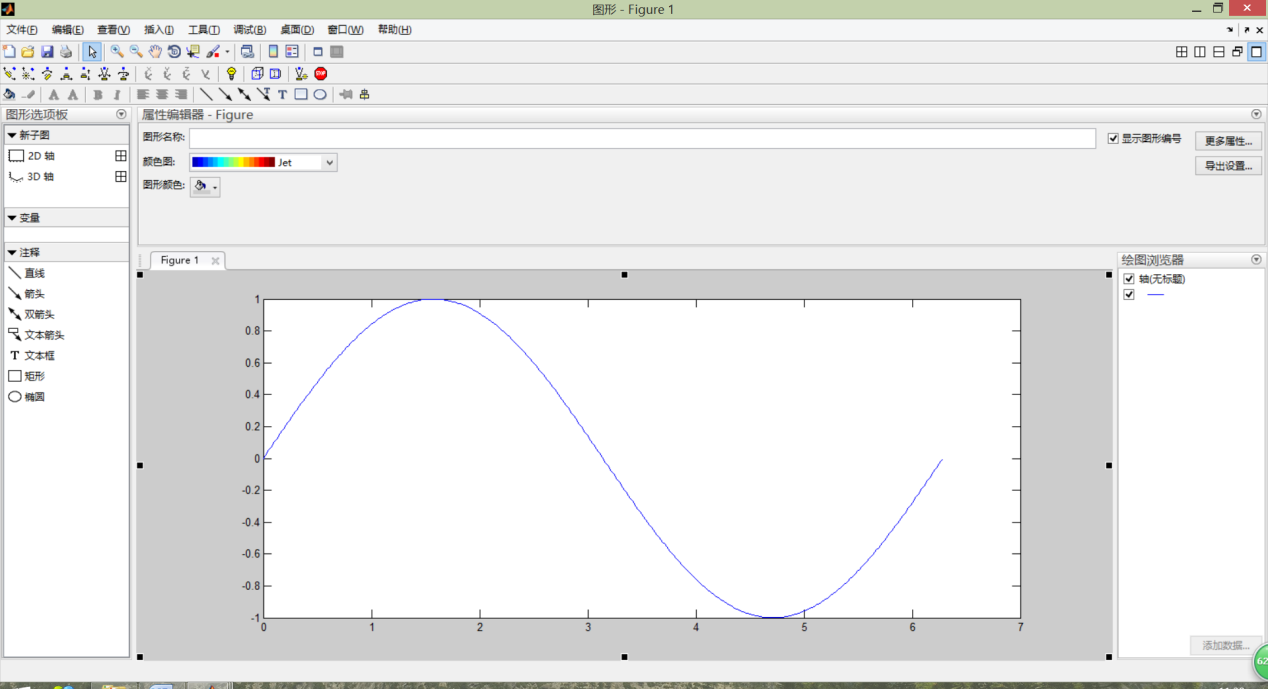 图形 - Figure 1
文件(F) 编辑(E) 查看(V) 插入(I) 工具(T) 调试(B) 桌面(D) 窗口(W) 帮助(H)
图形选项板
新子图
2D 轴
3D 轴
变量
注释
直线
箭头
双箭头
文本箭头
文本框
矩形
椭圆
属性编辑器 - Figure
图形名称:
显示图形编号
更多属性...
颜色图:
Jet
导出设置...
图形颜色:
Figure 1
1
0.8
0.6
0.4
0.2
0
-0.2
-0.4
-0.6
-0.8
-1
0 1 2 3 4 5 6 7
绘图浏览器
轴(无标题)
添加数据...
62